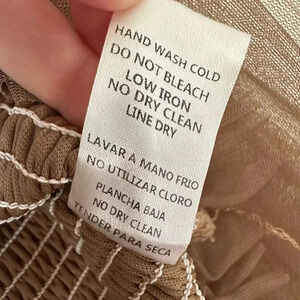 HAND WASH COLD
DO NOT BLEACH
LOW IRON
NO DRY CLEAN
LINE DRY
LAVAR A MANO FRIO
NO UTILIZAR CLORO
PLANCHA BAJA
NO DRY CLEAN
TENDER PARA SECA